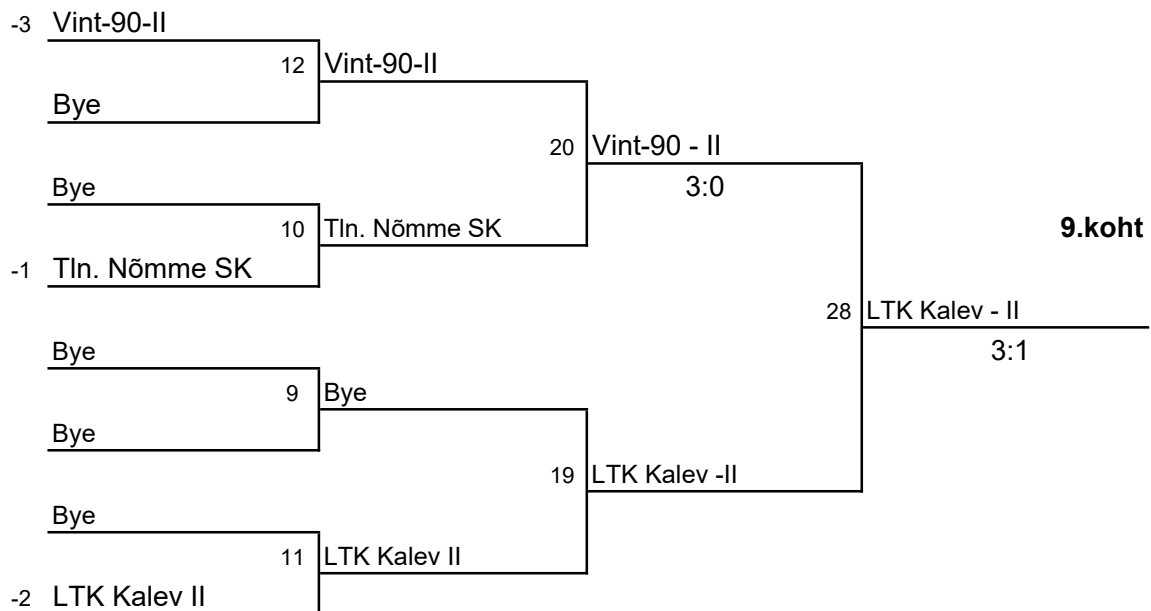 -3 Vint-90-II
12 Vint-90-II
Bye
20 Vint-90 - II
Bye
3:0
10 Tln. Nõmme SK
9.koht
-1 Tln. Nõmme SK
28 LTK Kalev - II
Bye
3:1
9 Bye
Bye
19 LTK Kalev -II
Bye
11 LTK Kalev II
-2 LTK Kalev II